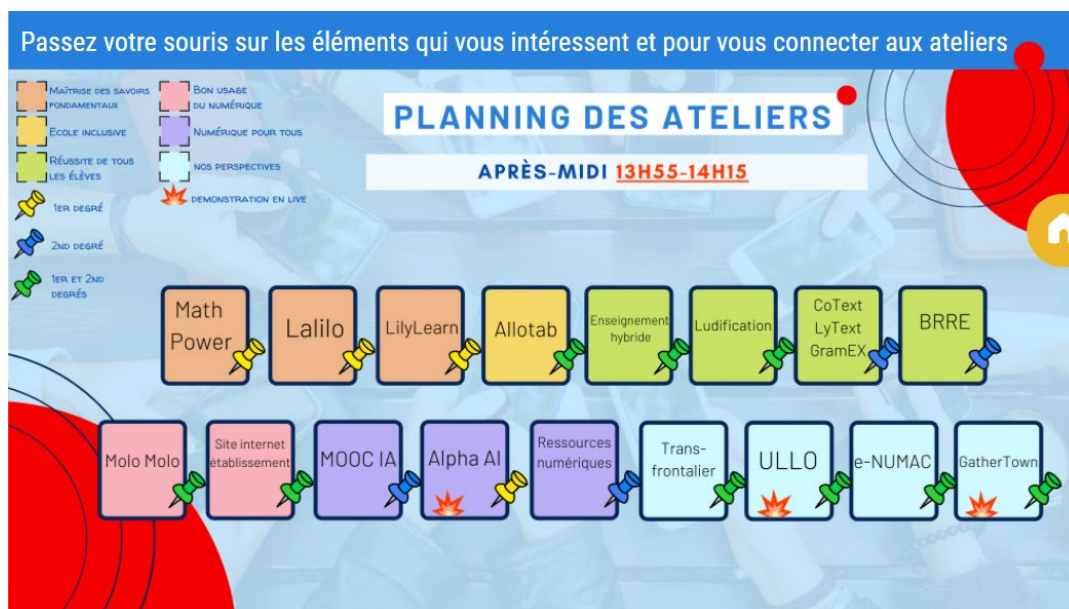 Passez votre souris sur les éléments qui vous intéressent et pour vous connecter aux ateliers
MAÎTRISE DES SAVOIRS
FONDAMENTAUX
ECOLE INCLUSIVE
RÉUSSITE DE TOUS
LES ÉLÈVES
1ER DEGRÉ
2ND DEGRÉ
1ER ET 2ND
DEGRÉS
BON USAGE
DU NUMÉRIQUE
NUMÉRIQUE POUR TOUS
NOS PERSPECTIVES
DEMONSTRATION EN LIVE
PLANNING DES ATELIERS
APRÈS-MIDI 13H55-14H15
Math
Power
Lalilo
LilyLearn
Allotab
Enseignement
hybride
Ludification
CoText
LyText
GramEX
BRRE
Molo Molo
Site internet
établissement
MOOC IA
Alpha AI
Ressources
numériques
Trans-
frontalier
ULLO
e-NUMAC
GatherTown